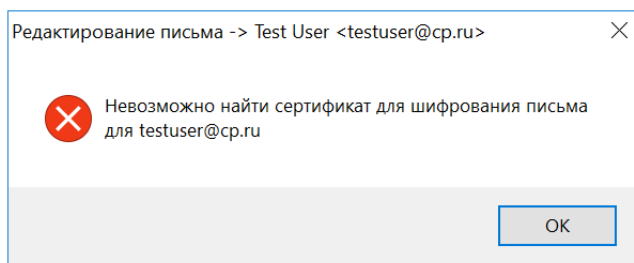 Редактирование письма -> Test User <testuser@cp.ru>
Невозможно найти сертификат для шифрования письма
для testuser@cp.ru
OK